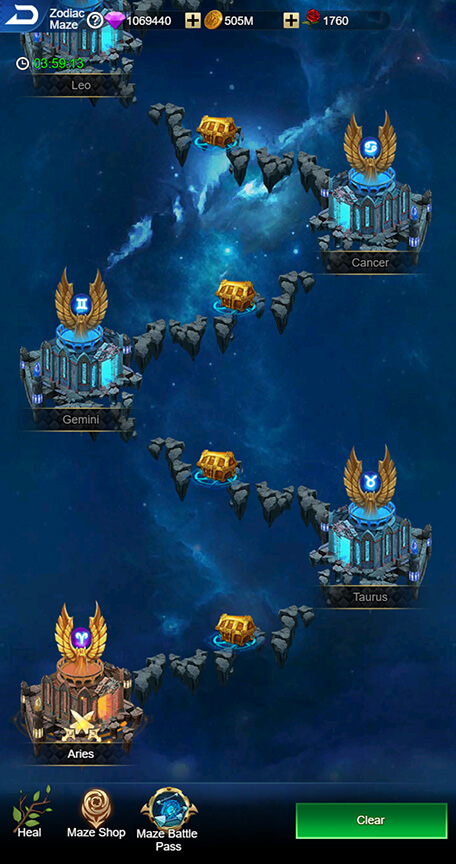 Zodiac
Maze
?
1069440
505M
1760
03:59:13
Leo
Cancer
Gemini
Taurus
Aries
Heal
Maze Shop
Maze Battle
Pass
Clear